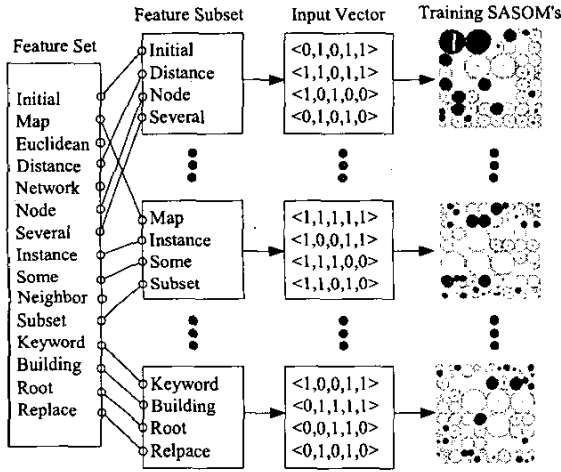 Feature Subset
Input Vector
Training SASOM's
Feature Set
Initial
Map
Euclidean
Distance
Network
Node
Several
Instance
Some
Neighbor
Subset
Keyword
Building
Root
Replace
Initial
Distance
Node
Several
<0,1,0,1,1>
<1,1,0,1,1>
<1,0,1,0,0>
<0,1,0,1,0>
Map
Instance
Some
Subset
<1,1,1,1,1>
<1,0,0,1,1>
<1,1,1,0,0>
<1,1,0,1,0>
Keyword
Building
Root
Relpace
<1,0,0,1,1>
<0,1,1,1,1>
<0,0,1,1,0>
<0,1,0,1,0>